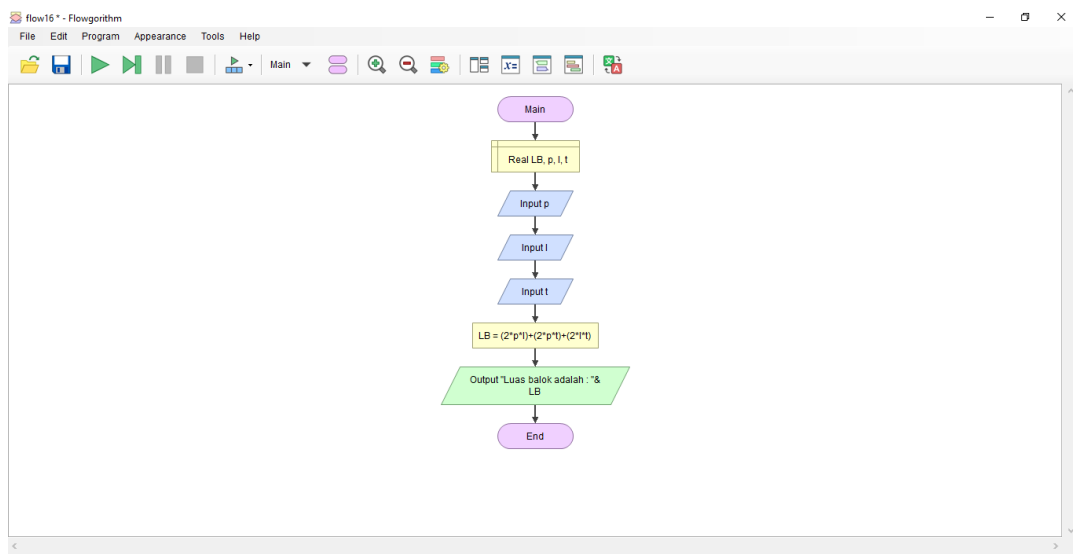 flow16 * - Flowgorithm
File Edit Program Appearance Tools Help
Main
Main
Real LB, p, l, t
Input p
Input l
Input t
LB = (2*p*l)+(2*p*t)+(2*l*t)
Output "Luas balok adalah : "&
LB
End